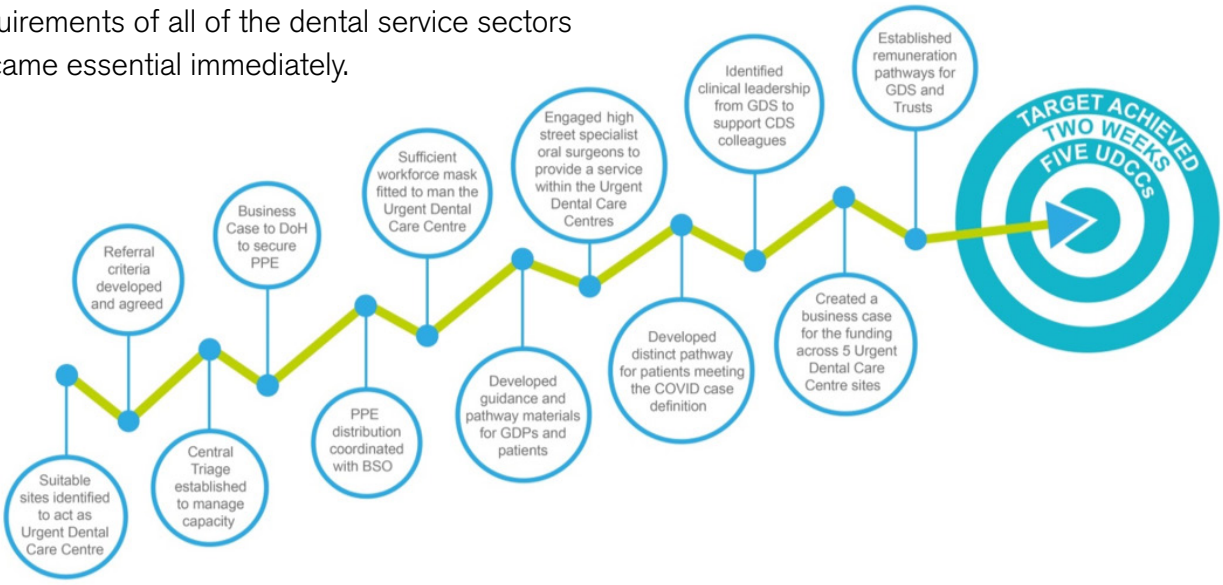 uirements of all of the dental service sectors
came essential immediately.
Suitable
sites identified
to act as
Urgent Dental
Care Centre
Referral
criteria
developed
and agreed
Central
Triage
established
to manage
capacity
Business
Case to DoH
to secure
PPE
PPE
distribution
coordinated
with BSO
Sufficient
workforce mask
fitted to man the
Urgent Dental
Care Centre
Developed
guidance and
pathway materials
for GDPs and
patients
Engaged high
street specialist
oral surgeons to
provide a service
within the Urgent
Dental Care
Centres
Developed
distinct pathway
for patients meeting
the COVID case
definition
Identified
clinical leadership
from GDS to
support CDS
colleagues
Created a
business case
for the funding
across 5 Urgent
Dental Care
Centre sites
Established
remuneration
pathways for
GDS and
Trusts
TARGET ACHIEVED
TWO WEEKS
FIVE UDCCs